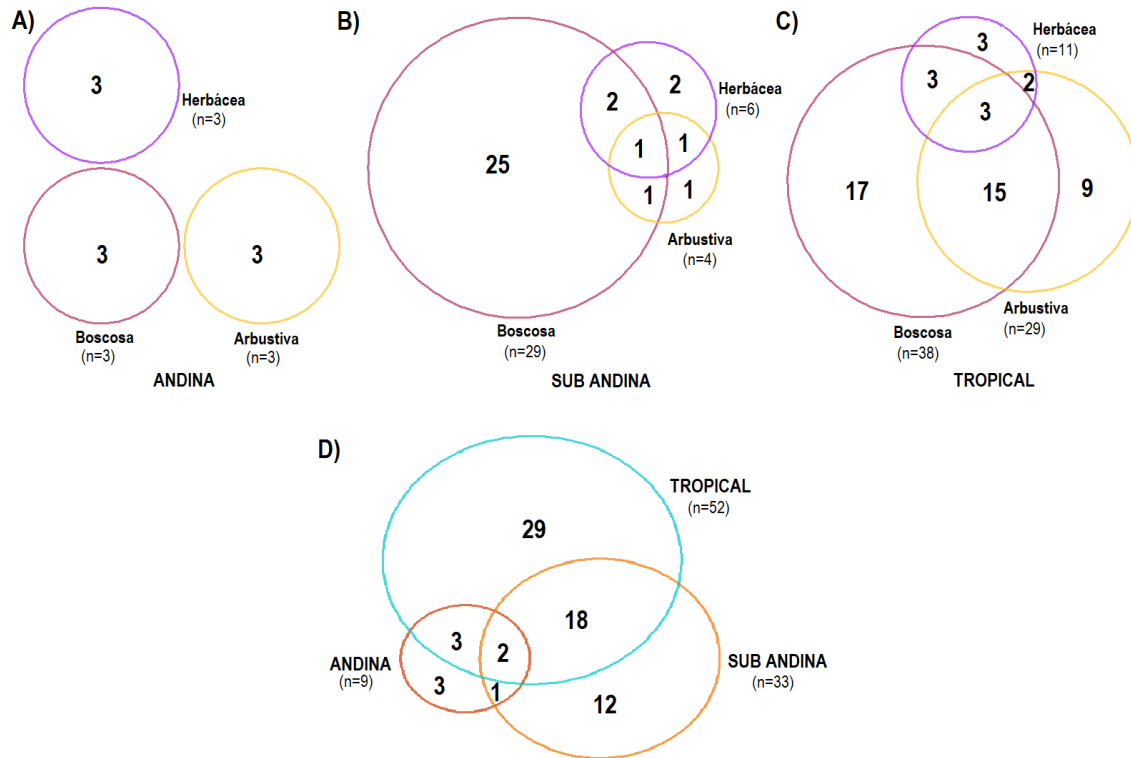 A)
3
Herbácea
(n=3)
3
3
Boscosa
(n=3)
Arbustiva
(n=3)
ANDINA
B)
2
2
Herbácea
(n=6)
25
1
1
1
1
Arbustiva
(n=4)
Boscosa
(n=29)
SUB ANDINA
C)
3
Herbácea
(n=11)
3
2
3
17
15
9
Arbustiva
(n=29)
Boscosa
(n=38)
TROPICAL
D)
TROPICAL
(n=52)
29
18
3
2
ANDINA
(n=9)
3
1
12
SUB ANDINA
(n=33)